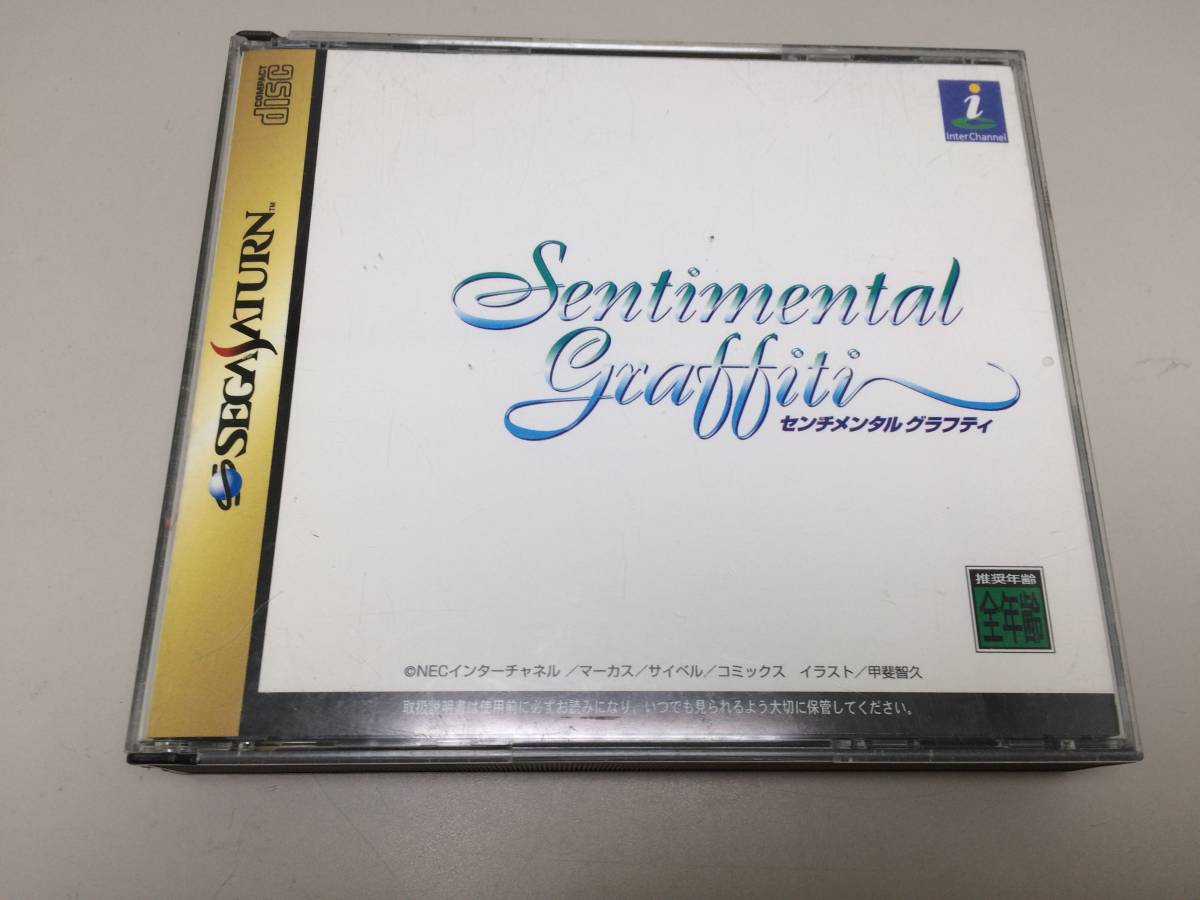 COMPACT
disc
SEGA SATURN™
i
InterChannel
Sentimental
Graffiti
センチメンタル グラフティ
推奨年齢
全年齢
©NECインターチャネル ／マーカス／サイベル／コミックス イラスト／甲斐智久
取扱説明書は使用前に必ずお読みになり、いつでも見られるよう大切に保管してください。